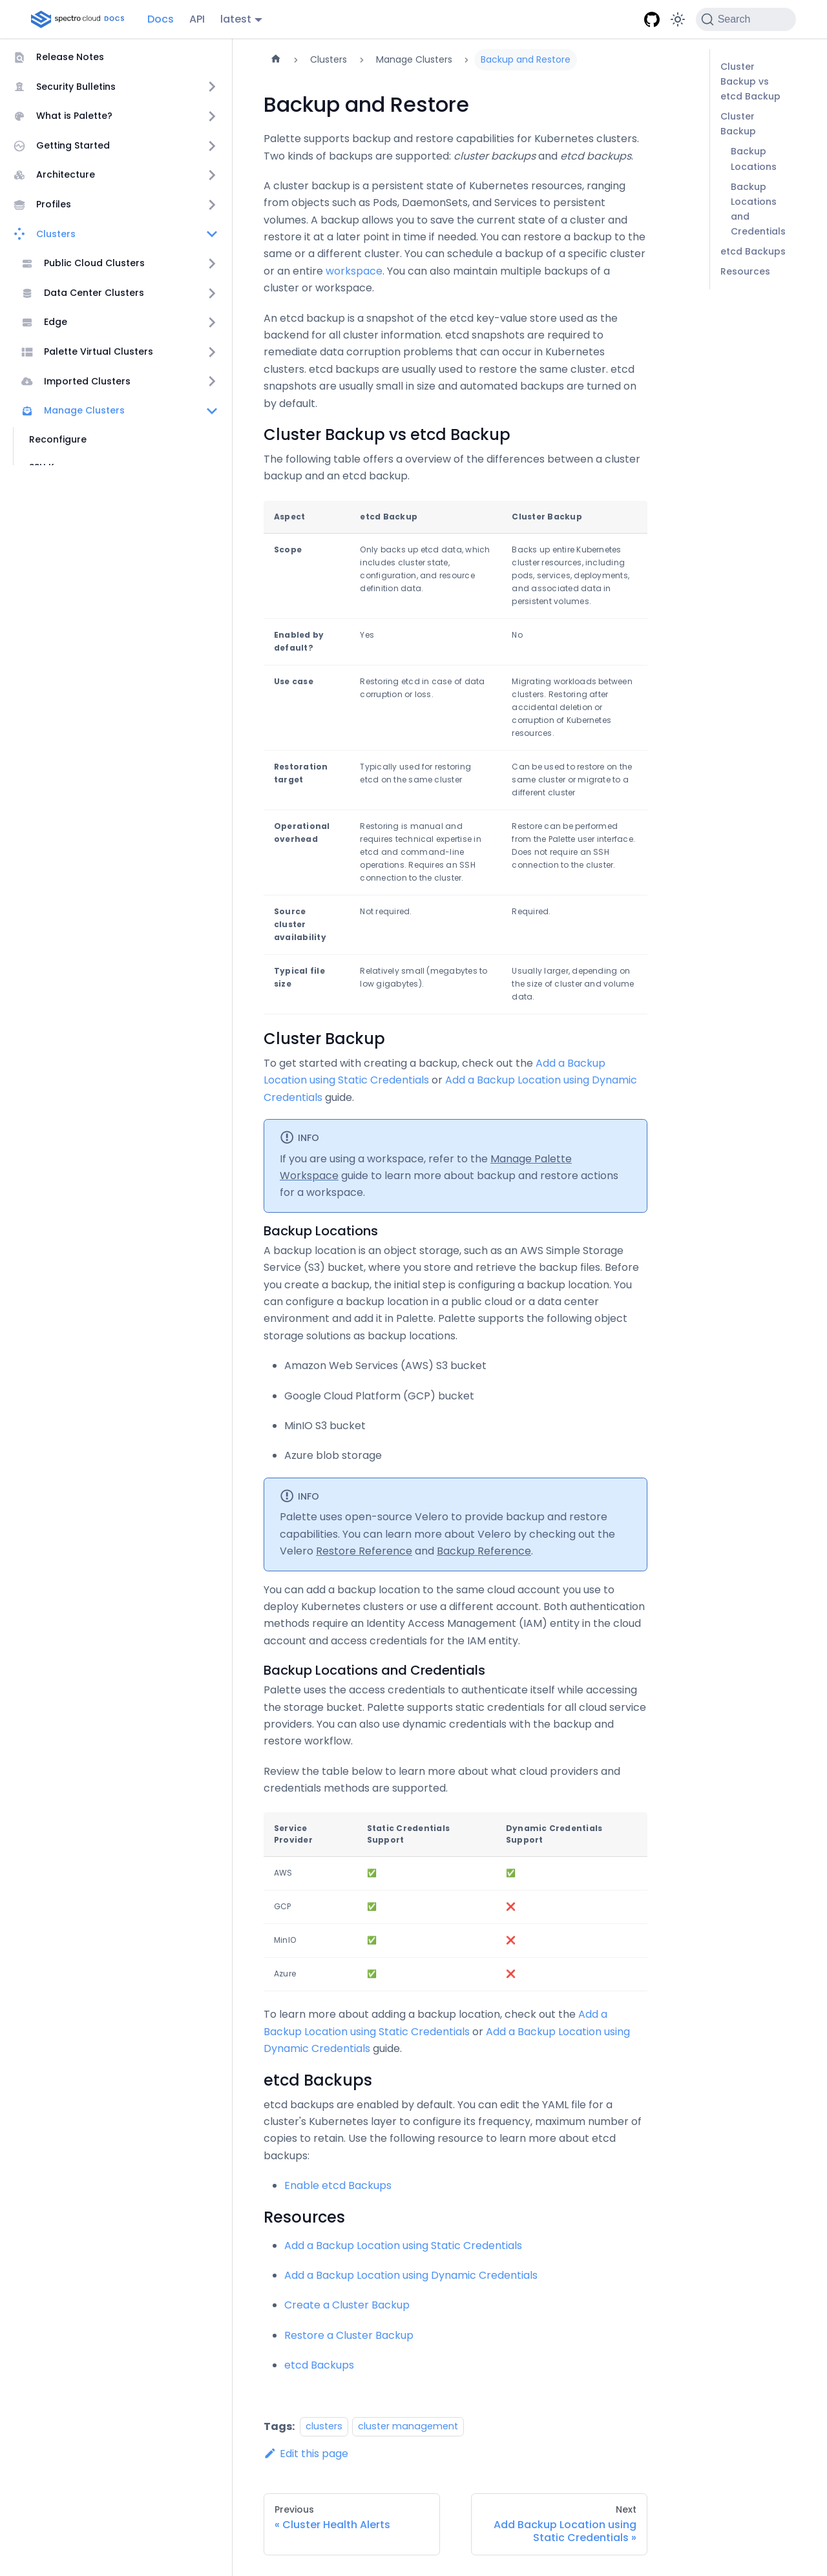 spectro cloud DOCS
Docs
API
latest
Search
Release Notes
Security Bulletins
What is Palette?
Getting Started
Architecture
Profiles
Clusters
Public Cloud Clusters
Data Center Clusters
Edge
Palette Virtual Clusters
Imported Clusters
Manage Clusters
Reconfigure
Clusters
Manage Clusters
Backup and Restore
Backup and Restore
Palette supports backup and restore capabilities for Kubernetes clusters.
Two kinds of backups are supported: cluster backups and etcd backups.
A cluster backup is a persistent state of Kubernetes resources, ranging
from objects such as Pods, DaemonSets, and Services to persistent
volumes. A backup allows you to save the current state of a cluster and
restore it at a later point in time if needed. You can restore a backup to the
same or a different cluster. You can schedule a backup of a specific cluster
or an entire workspace. You can also maintain multiple backups of a
cluster or workspace.
An etcd backup is a snapshot of the etcd key-value store used as the
backend for all cluster information. etcd snapshots are required to
remediate data corruption problems that can occur in Kubernetes
clusters. etcd backups are usually used to restore the same cluster. etcd
snapshots are usually small in size and automated backups are turned on
by default.
Cluster Backup vs etcd Backup
The following table offers a overview of the differences between a cluster
backup and an etcd backup.
Aspect
etcd Backup
Cluster Backup
Scope
Only backs up etcd data, which
includes cluster state,
configuration, and resource
definition data.
Backs up entire Kubernetes
cluster resources, including
pods, services, deployments,
and associated data in
persistent volumes.
Enabled by
default?
Yes
No
Use case
Restoring etcd in case of data
corruption or loss.
Migrating workloads between
clusters. Restoring after
accidental deletion or
corruption of Kubernetes
resources.
Restoration
target
Typically used for restoring
etcd on the same cluster
Can be used to restore on the
same cluster or migrate to a
different cluster
Operational
overhead
Restoring is manual and
requires technical expertise in
etcd and command-line
operations. Requires an SSH
connection to the cluster.
Restore can be performed
from the Palette user interface.
Does not require an SSH
connection to the cluster.
Source
cluster
availability
Not required.
Required.
Typical file
size
Relatively small (megabytes to
low gigabytes).
Usually larger, depending on
the size of cluster and volume
data.
Cluster Backup
To get started with creating a backup, check out the Add a Backup
Location using Static Credentials or Add a Backup Location using Dynamic
Credentials guide.
INFO
If you are using a workspace, refer to the Manage Palette
Workspace guide to learn more about backup and restore actions
for a workspace.
Backup Locations
A backup location is an object storage, such as an AWS Simple Storage
Service (S3) bucket, where you store and retrieve the backup files. Before
you create a backup, the initial step is configuring a backup location. You
can configure a backup location in a public cloud or a data center
environment and add it in Palette. Palette supports the following object
storage solutions as backup locations.
Amazon Web Services (AWS) S3 bucket
Google Cloud Platform (GCP) bucket
MinIO S3 bucket
Azure blob storage
INFO
Palette uses open-source Velero to provide backup and restore
capabilities. You can learn more about Velero by checking out the
Velero Restore Reference and Backup Reference.
You can add a backup location to the same cloud account you use to
deploy Kubernetes clusters or use a different account. Both authentication
methods require an Identity Access Management (IAM) entity in the cloud
account and access credentials for the IAM entity.
Backup Locations and Credentials
Palette uses the access credentials to authenticate itself while accessing
the storage bucket. Palette supports static credentials for all cloud service
providers. You can also use dynamic credentials with the backup and
restore workflow.
Review the table below to learn more about what cloud providers and
credentials methods are supported.
Service
Provider
Static Credentials
Support
Dynamic Credentials
Support
AWS ✅ ✅
GCP ✅ ❌
MinIO ✅ ❌
Azure ✅ ❌
To learn more about adding a backup location, check out the Add a
Backup Location using Static Credentials or Add a Backup Location using
Dynamic Credentials guide.
etcd Backups
etcd backups are enabled by default. You can edit the YAML file for a
cluster's Kubernetes layer to configure its frequency, maximum number of
copies to retain. Use the following resource to learn more about etcd
backups:
Enable etcd Backups
Resources
Add a Backup Location using Static Credentials
Add a Backup Location using Dynamic Credentials
Create a Cluster Backup
Restore a Cluster Backup
etcd Backups
Tags: clusters cluster management
Edit this page
Previous
« Cluster Health Alerts
Next
Add Backup Location using
Static Credentials »
Cluster
Backup vs
etcd Backup
Cluster
Backup
Backup
Locations
Backup
Locations
and
Credentials
etcd Backups
Resources